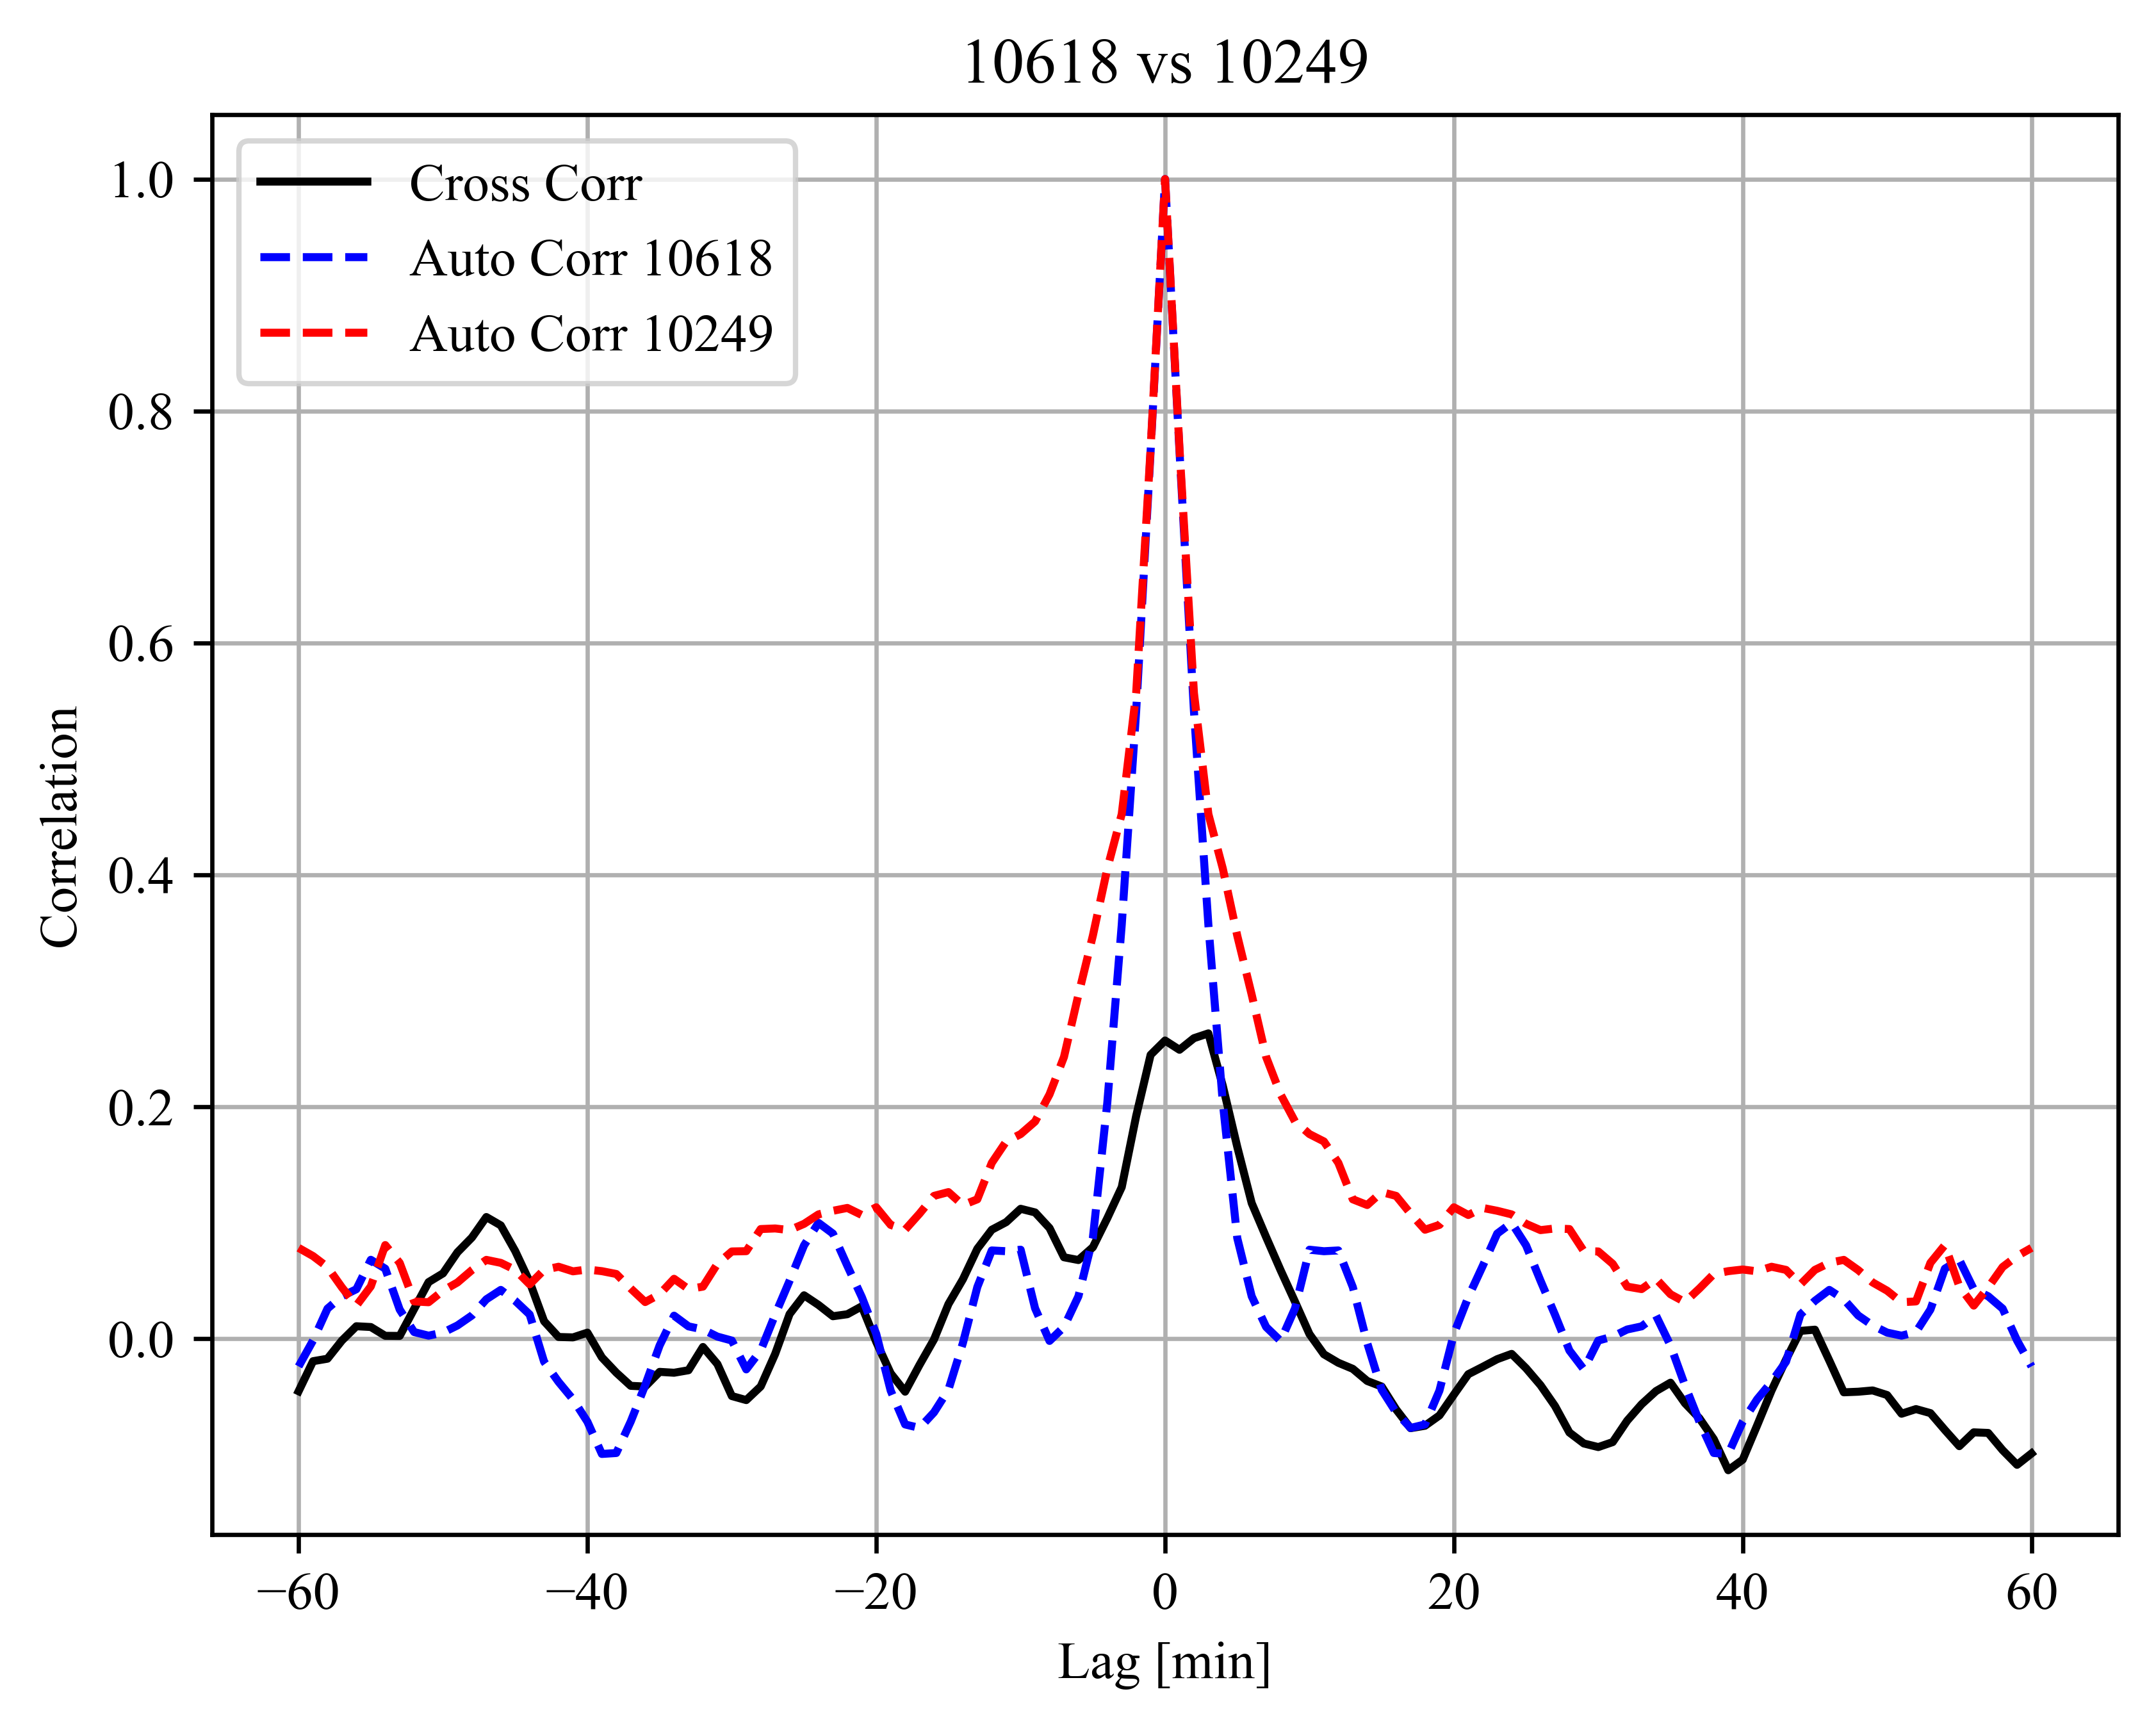 10618 vs 10249
Cross Corr
Auto Corr 10618
Auto Corr 10249
1.0
0.8
0.6
0.4
0.2
0.0
Correlation
−60
−40
−20
0
20
40
60
Lag [min]